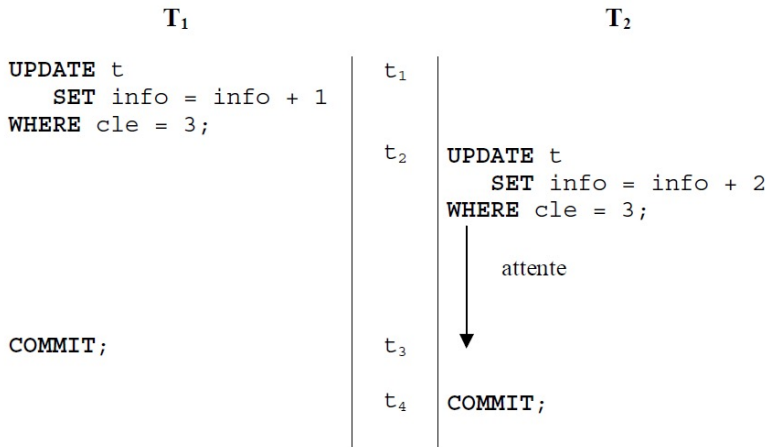 T₁ T₂
UPDATE t t₁
SET info = info + 1
WHERE cle = 3;
t₂ UPDATE t
SET info = info + 2
WHERE cle = 3;
attente
COMMIT; t₃
t₄ COMMIT;